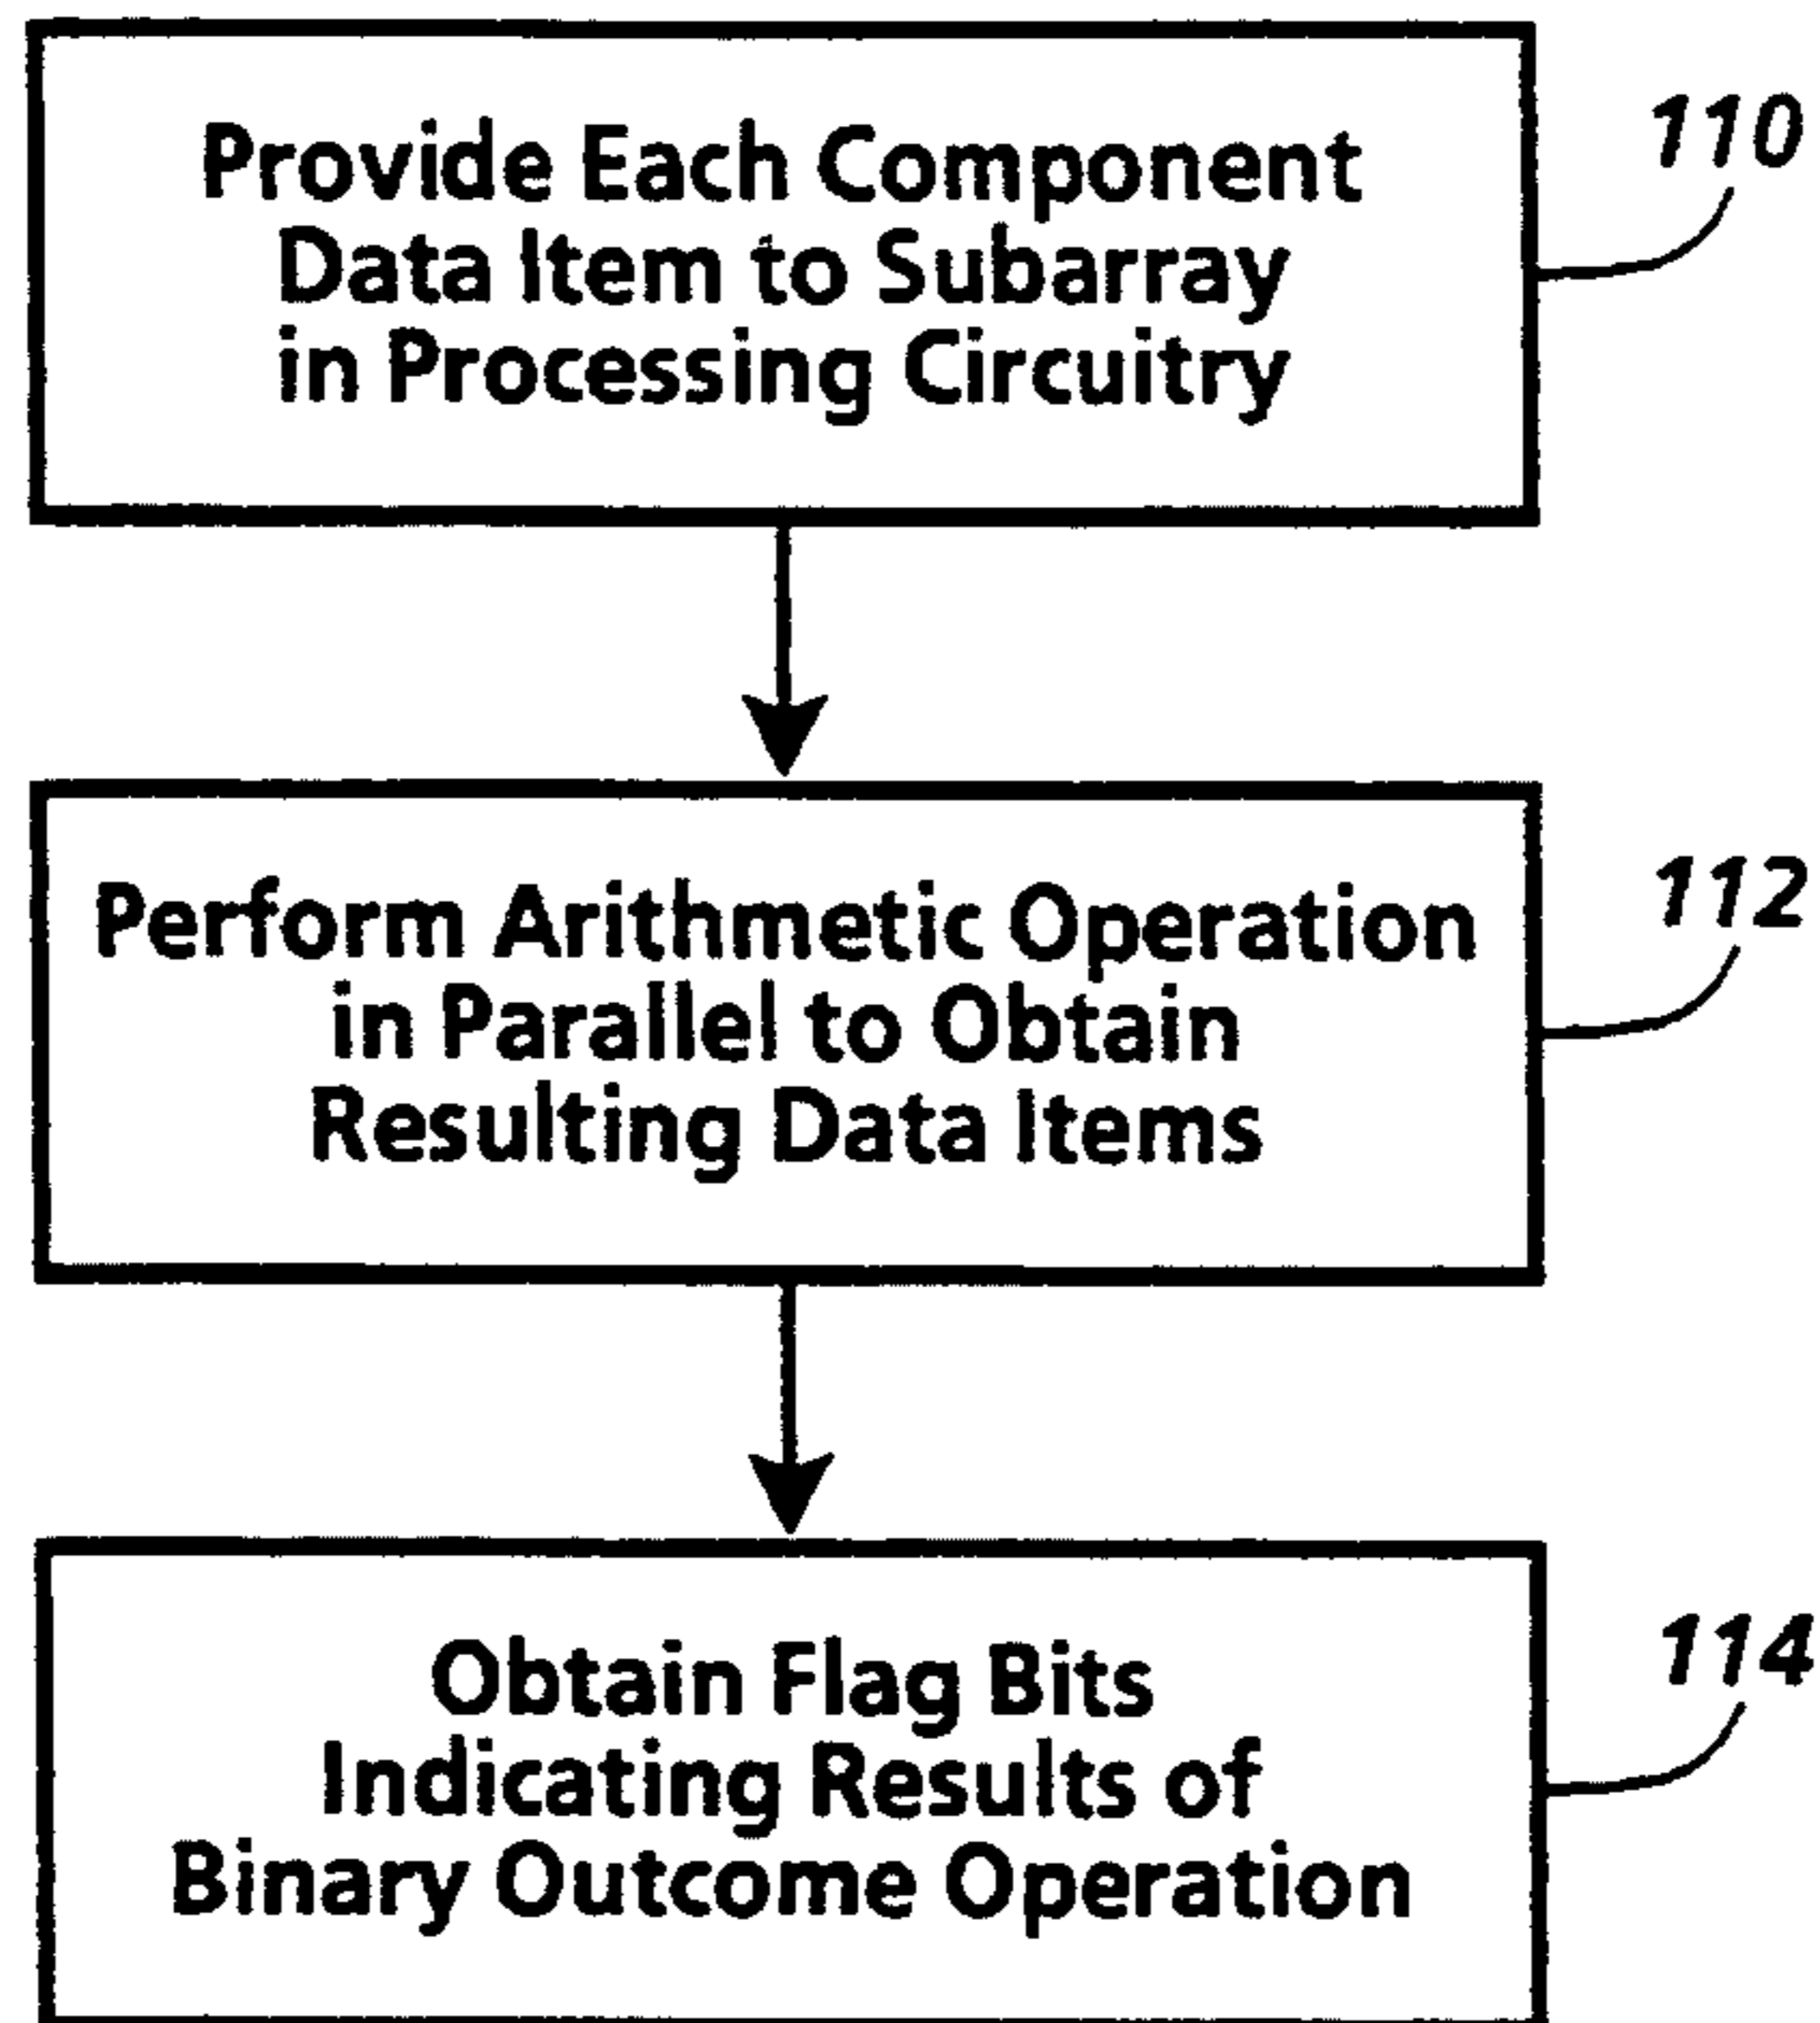 Provide Each Component
Data Item to Subarray
in Processing Circuitry
110
Perform Arithmetic Operation
in Parallel to Obtain
Resulting Data Items
112
Obtain Flag Bits
Indicating Results of
Binary Outcome Operation
114